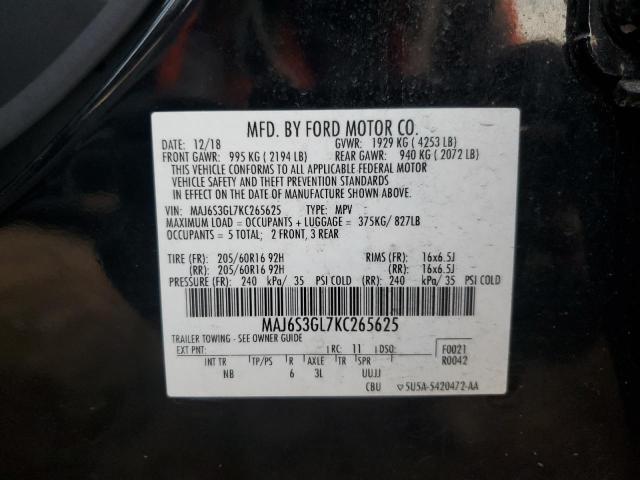 MFD. BY FORD MOTOR CO.
DATE: 12/18 GVWR: 1929 KG ( 4253 LB)
FRONT GAWR: 995 KG ( 2194 LB) REAR GAWR: 940 KG ( 2072 LB)
THIS VEHICLE CONFORMS TO ALL APPLICABLE FEDERAL MOTOR
VEHICLE SAFETY AND THEFT PREVENTION STANDARDS
IN EFFECT ON THE DATE OF MANUFACTURE SHOWN ABOVE.
VIN: MAJ6S3GL7KC265625 TYPE: MPV
MAXIMUM LOAD = OCCUPANTS + LUGGAGE = 375KG/ 827LB
OCCUPANTS = 5 TOTAL; 2 FRONT, 3 REAR
TIRE (FR): 205/60R16 92H RIMS (FR): 16x6.5J
(RR): 205/60R16 92H (RR): 16x6.5J
PRESSURE (FR): 240 kPa/ 35 PSI COLD (RR): 240 kPa/ 35 PSI COLD
MAJ6S3GL7KC265625
TRAILER TOWING - SEE OWNER GUIDE
EXT PNT: RC: 11 DSO: F0021
INT TR TP/PS R AXLE TR SPR R0042
NB 6 3L UUJJ
CBU 5U5A-5420472-AA